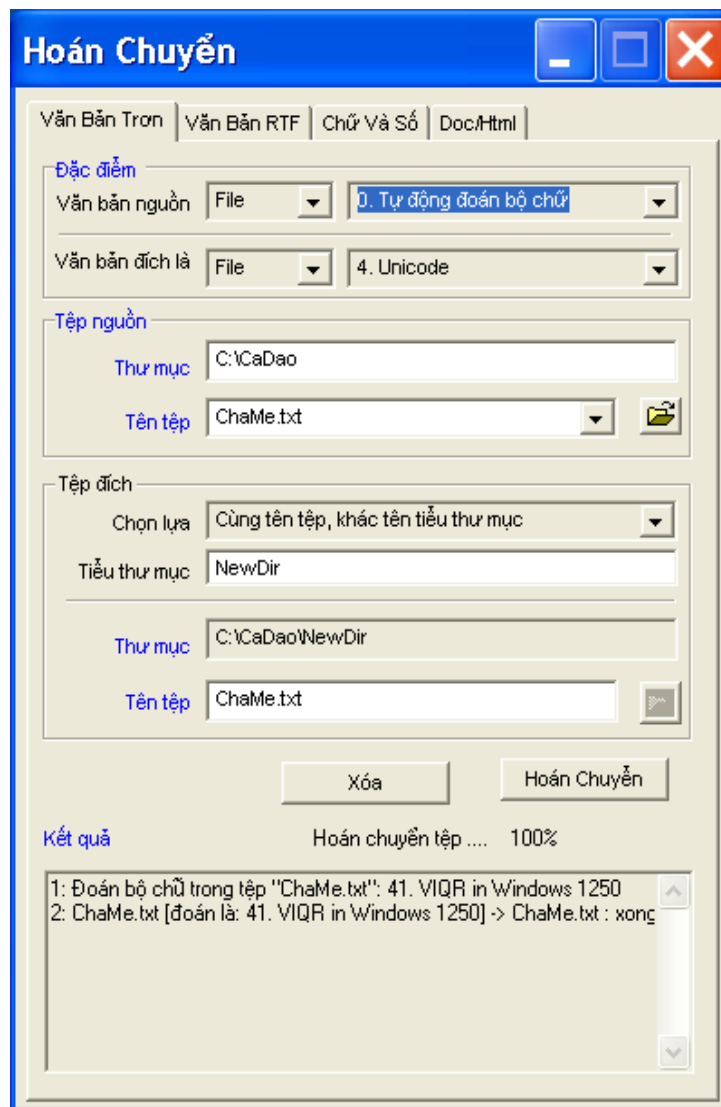 Hoán Chuyển
Văn Bản Trơn Văn Bản RTF Chữ Và Số Doc/Html
Đặc điểm
Văn bản nguồn File 0. Tự động đoán bộ chữ
Văn bản đích là File 4. Unicode
Tệp nguồn
Thư mục C:\CaDao
Tên tệp ChaMe.txt
Tệp đích
Chọn lựa Cùng tên tệp, khác tên tiểu thư mục
Tiểu thư mục NewDir
Thư mục C:\CaDao\NewDir
Tên tệp ChaMe.txt
Xóa Hoán Chuyển
Kết quả Hoán chuyển tệp .... 100%
1: Đoán bộ chữ trong tệp "ChaMe.txt": 41. VIQR in Windows 1250
2: ChaMe.txt [đoán là: 41. VIQR in Windows 1250] -> ChaMe.txt : xong